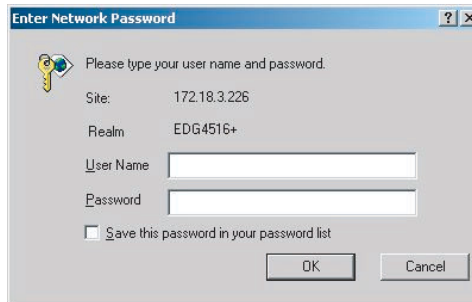 Enter Network Password
Please type your user name and password.
Site: 172.18.3.226
Realm EDG4516+
User Name
Password
Save this password in your password list
OK Cancel